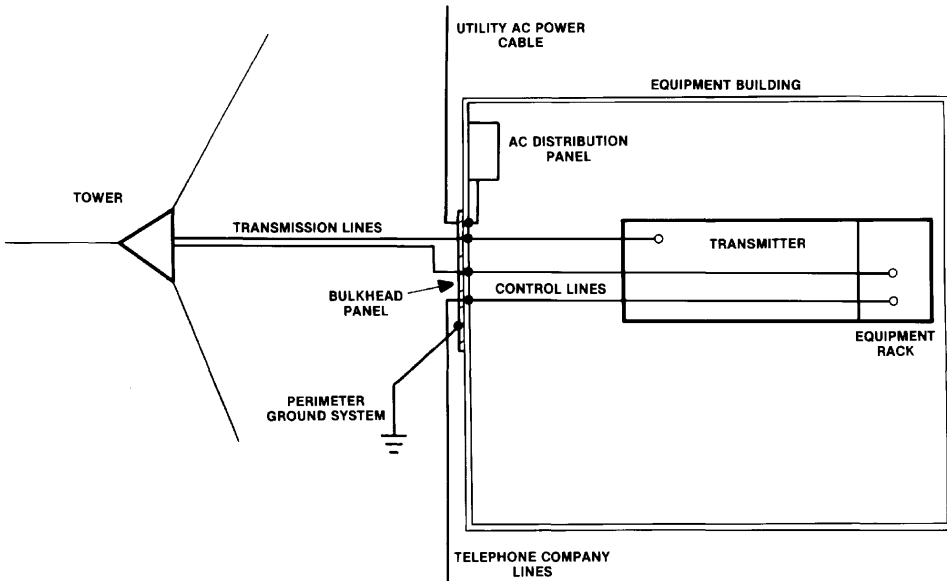 UTILITY AC POWER
CABLE
EQUIPMENT BUILDING
AC DISTRIBUTION
PANEL
TOWER
TRANSMISSION LINES
TRANSMITTER
BULKHEAD
PANEL
CONTROL LINES
EQUIPMENT
RACK
PERIMETER
GROUND SYSTEM
TELEPHONE COMPANY
LINES